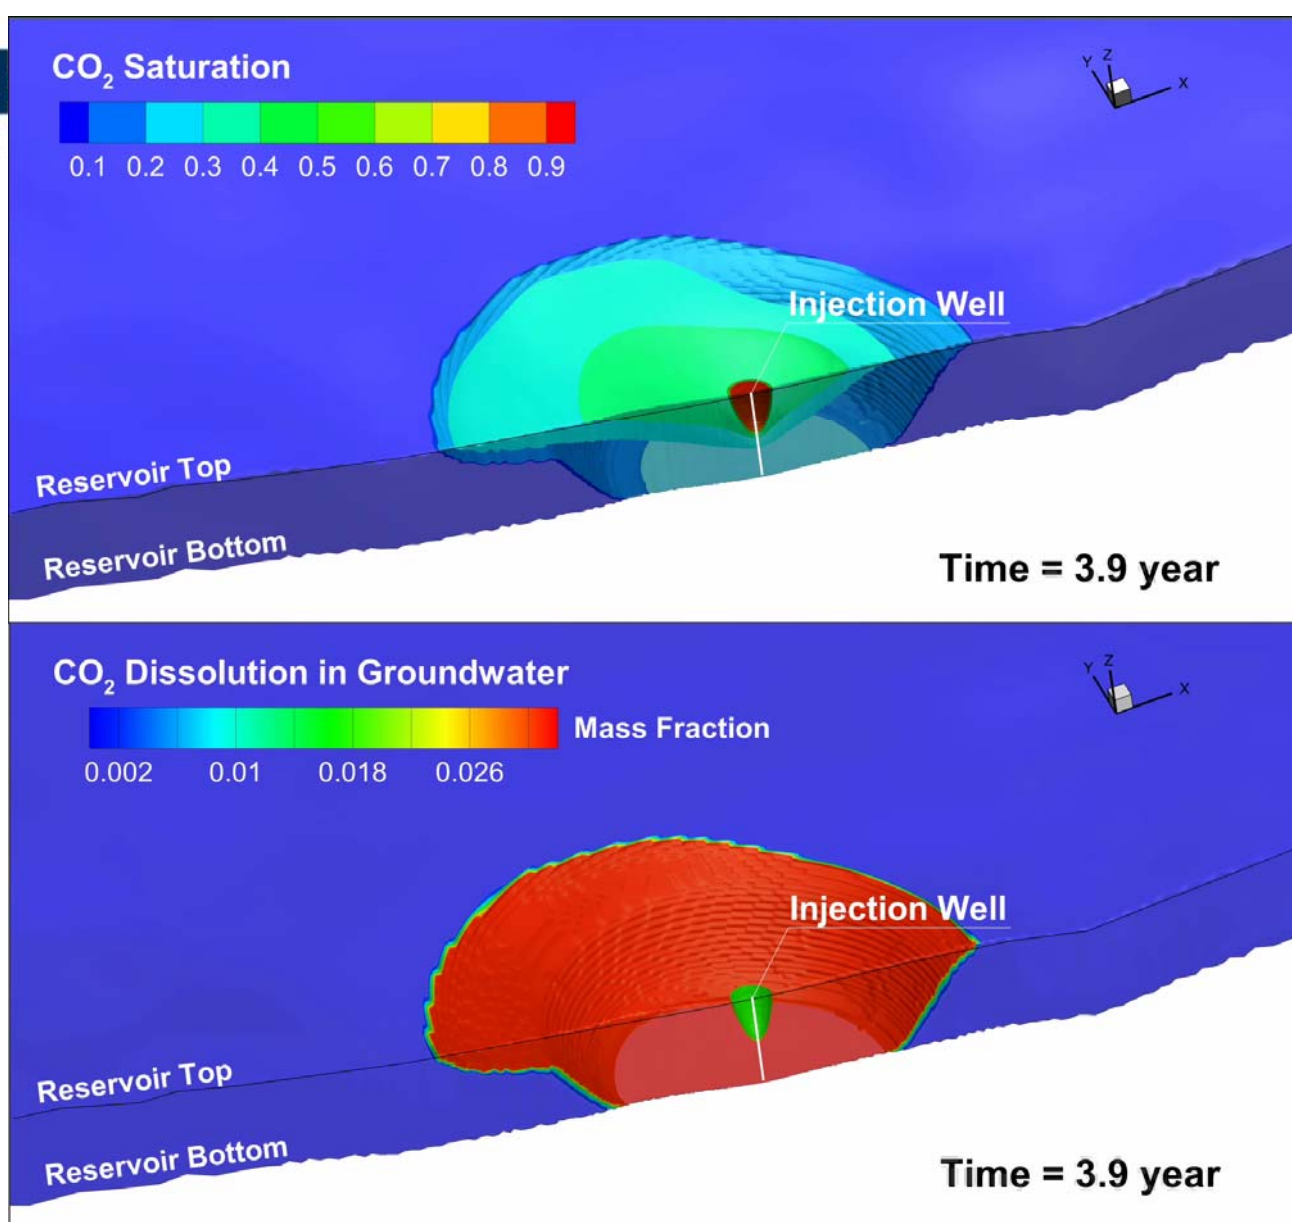 CO₂ Saturation
0.1 0.2 0.3 0.4 0.5 0.6 0.7 0.8 0.9
Y Z X
Injection Well
Reservoir Top
Reservoir Bottom
Time = 3.9 year
CO₂ Dissolution in Groundwater
Mass Fraction
0.002 0.01 0.018 0.026
Y Z X
Injection Well
Reservoir Top
Reservoir Bottom
Time = 3.9 year